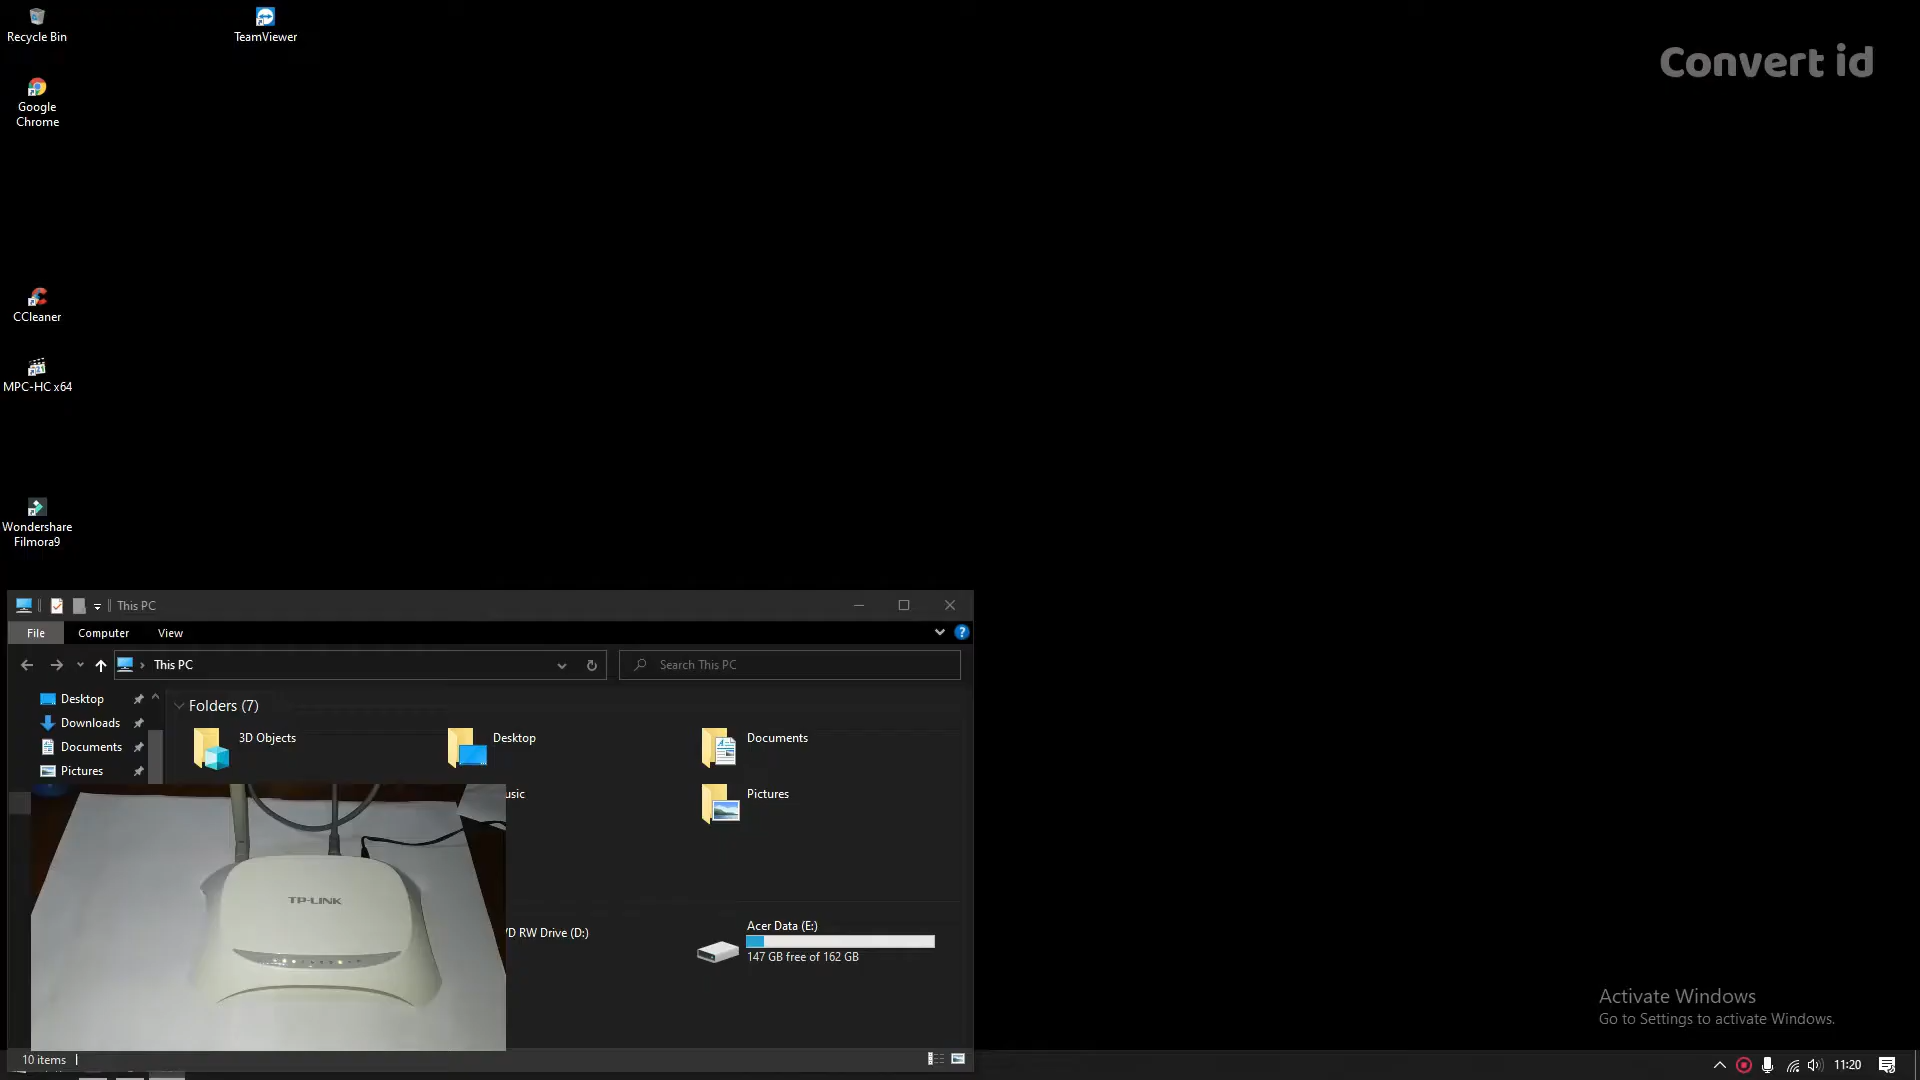 Recycle Bin
TeamViewer
Convert id
Google
Chrome
CCleaner
MPC-HC x64
Wondershare
Filmora9
This PC
File
Computer
View
This PC
Search This PC
Desktop
Downloads
Documents
Pictures
Folders (7)
3D Objects
Desktop
Documents
usic
Pictures
TP-LINK
/D RW Drive (D:)
Acer Data (E:)
147 GB free of 162 GB
Activate Windows
Go to Settings to activate Windows.
10 items
11:20